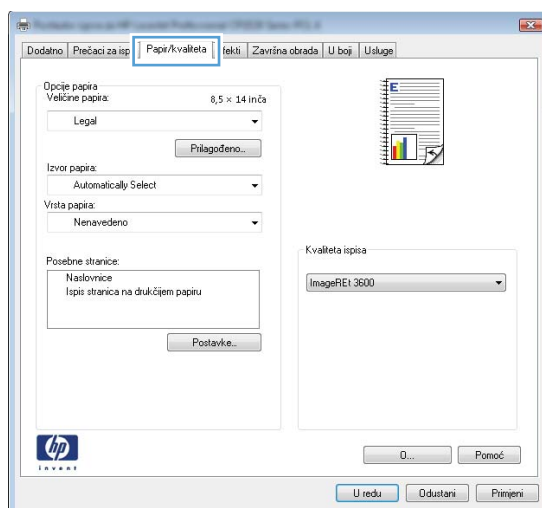 Dodatno Prečaci za isp Papir/kvaliteta fekti Završna obrada U boji Usluge
Opcije papira
Veličine papira: 8,5 × 14 inča
Legal
Prilagođeno..
Izvor papira:
Automatically Select
Vrsta papira:
Nenavedeno
Posebne stranice:
Naslovnice
Ispis stranica na drukčijem papiru
Postavke..
E
Kvaliteta ispisa
ImageREt 3600
hp
invent
O... Pomoć
U redu Odustani Primjeni